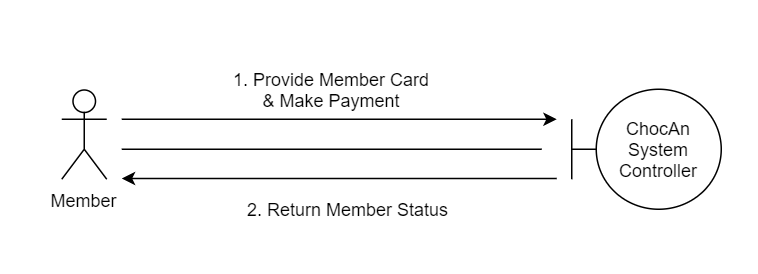 1. Provide Member Card
& Make Payment
ChocAn
System
Controller
Member
2. Return Member Status